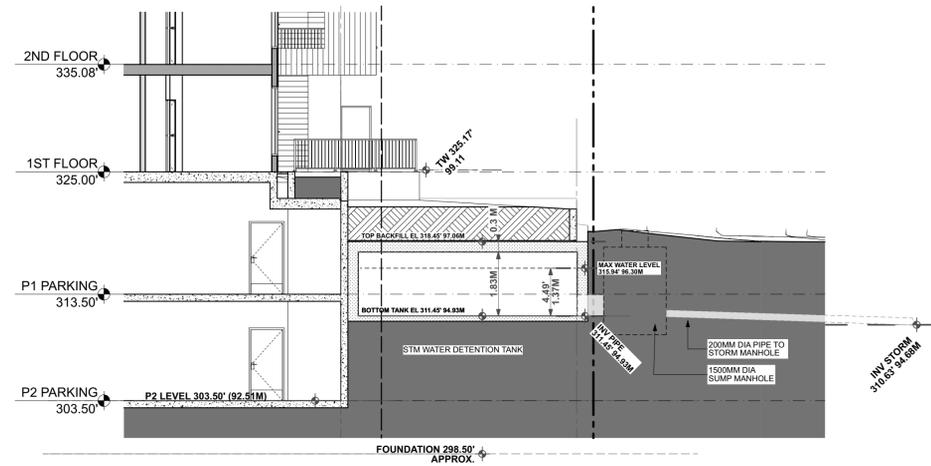 2ND FLOOR
335.08'
1ST FLOOR
325.00'
TW 325.17'
99.11
TOP BACKFILL EL 318.45' 97.06M
0.3 M
MAX WATER LEVEL
315.94' 96.30M
1.83M
4.49'
1.37M
P1 PARKING
313.50'
BOTTOM TANK EL 311.45' 94.93M
INV PIPE
311.45' 94.93M
STM WATER DETENTION TANK
200MM DIA PIPE TO
STORM MANHOLE
1500MM DIA
SUMP MANHOLE
INV STORM
310.63' 94.68M
P2 PARKING
303.50'
P2 LEVEL 303.50' (92.51M)
FOUNDATION 298.50'
APPROX.